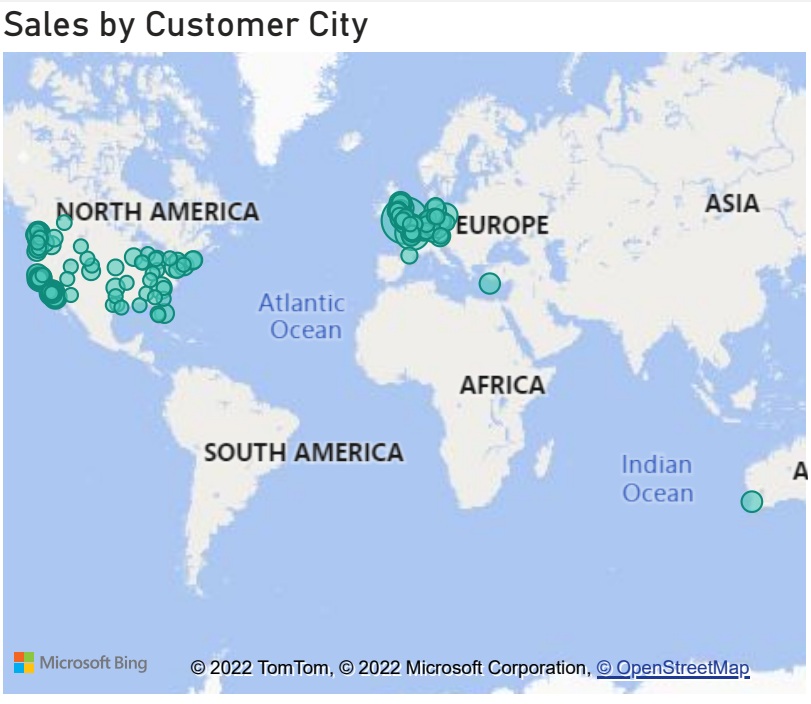 Sales by Customer City
NORTH AMERICA
EUROPE
ASIA
Atlantic
Ocean
AFRICA
SOUTH AMERICA
Indian
Ocean
A
Microsoft Bing
© 2022 TomTom, © 2022 Microsoft Corporation, © OpenStreetMap